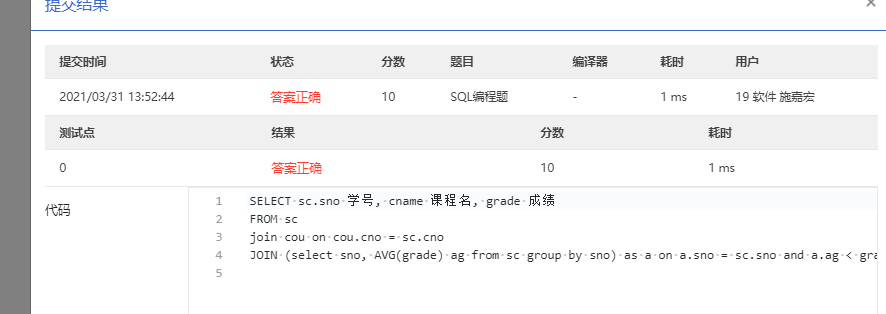 提交结果
×
提交时间 状态 分数 题目 编译器 耗时 用户
2021/03/31 13:52:44 答案正确 10 SQL编程题 - 1 ms 19 软件 施嘉宏
测试点 结果 分数 耗时
0 答案正确 10 1 ms
代码
1 SELECT sc.sno 学号, cname 课程名, grade 成绩
2 FROM sc
3 join cou on cou.cno = sc.cno
4 JOIN (select sno, AVG(grade) ag from sc group by sno) as a on a.sno = sc.sno and a.ag < gra
5